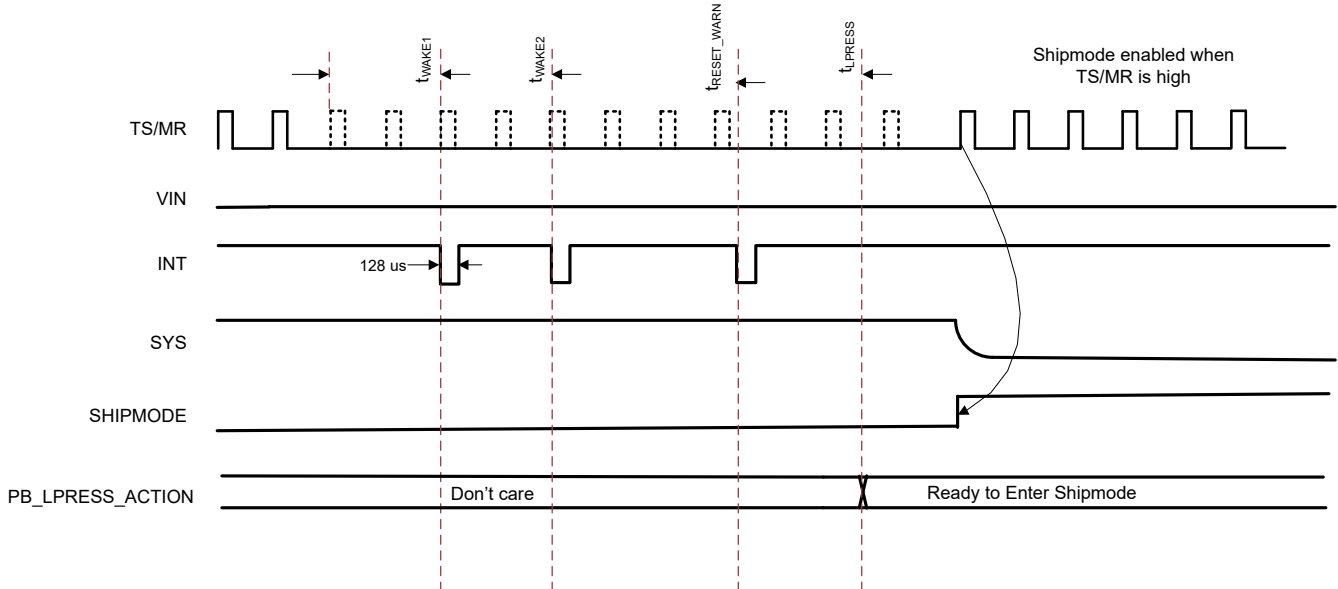 tWAKE1
tWAKE2
tRESET_WARN
tLPRESS
Shipmode enabled when
TS/MR is high
TS/MR
VIN
INT
128 us
SYS
SHIPMODE
PB_LPRESS_ACTION
Don't care
Ready to Enter Shipmode